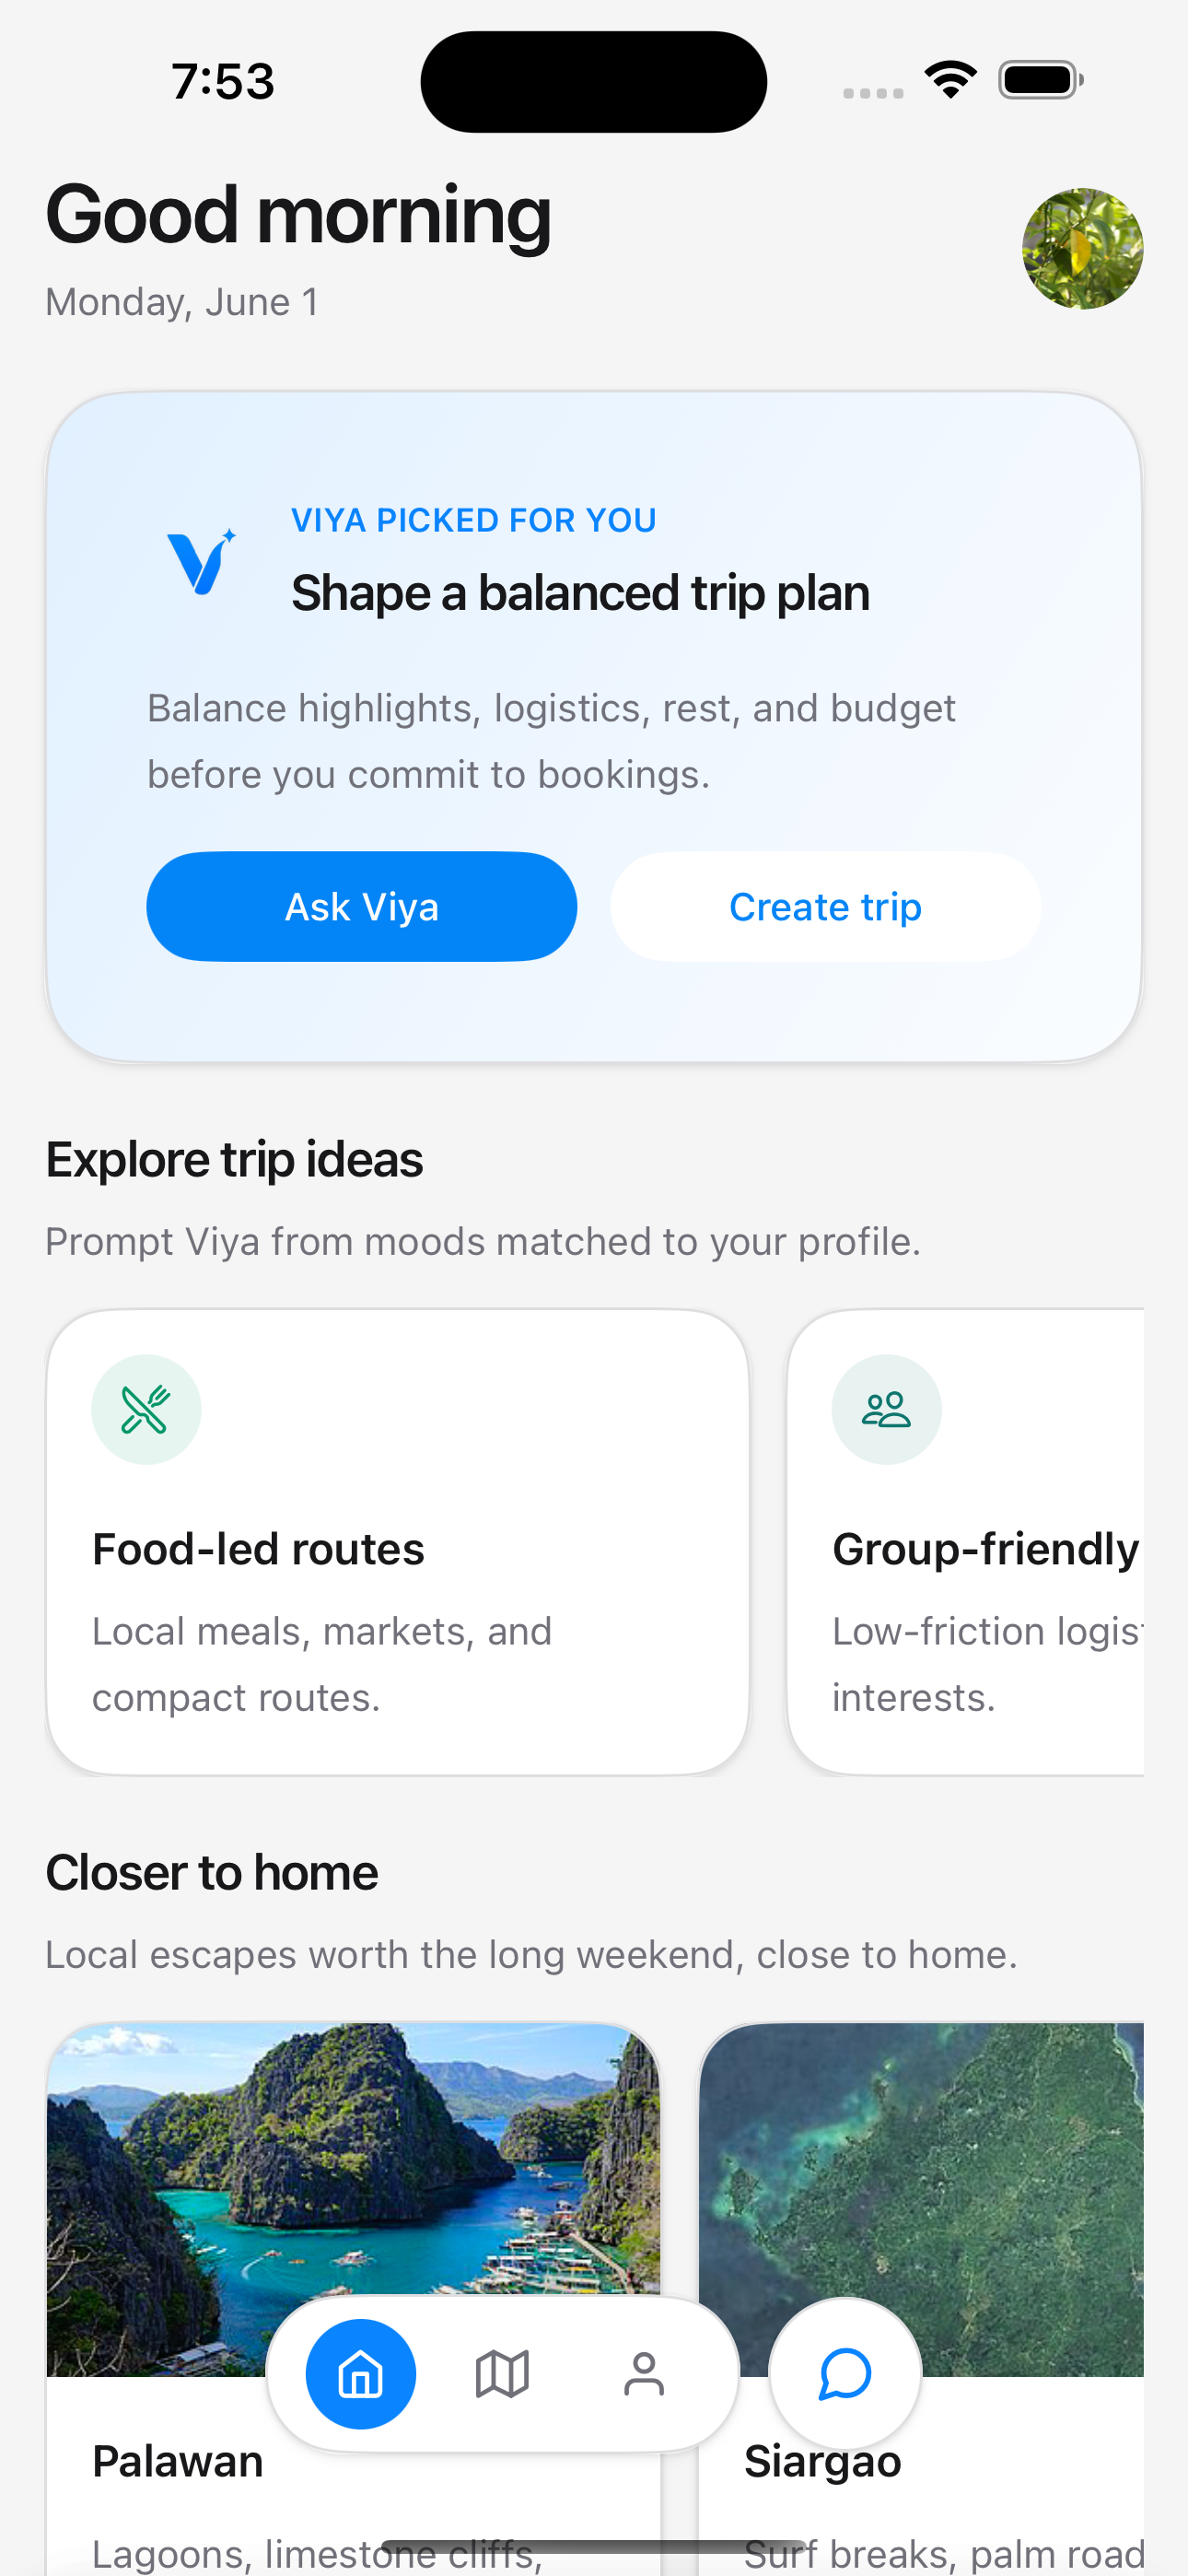 7:53
Good morning
Monday, June 1
VIYA PICKED FOR YOU
Shape a balanced trip plan
Balance highlights, logistics, rest, and budget
before you commit to bookings.
Ask Viya
Create trip
Explore trip ideas
Prompt Viya from moods matched to your profile.
Food-led routes
Local meals, markets, and
compact routes.
Group-friendly
Low-friction
interests.
Closer to home
Local escapes worth the long weekend, close to home.
Palawan
Lagoons, limestone cliffs,
Siargao
Surf breaks, palm road